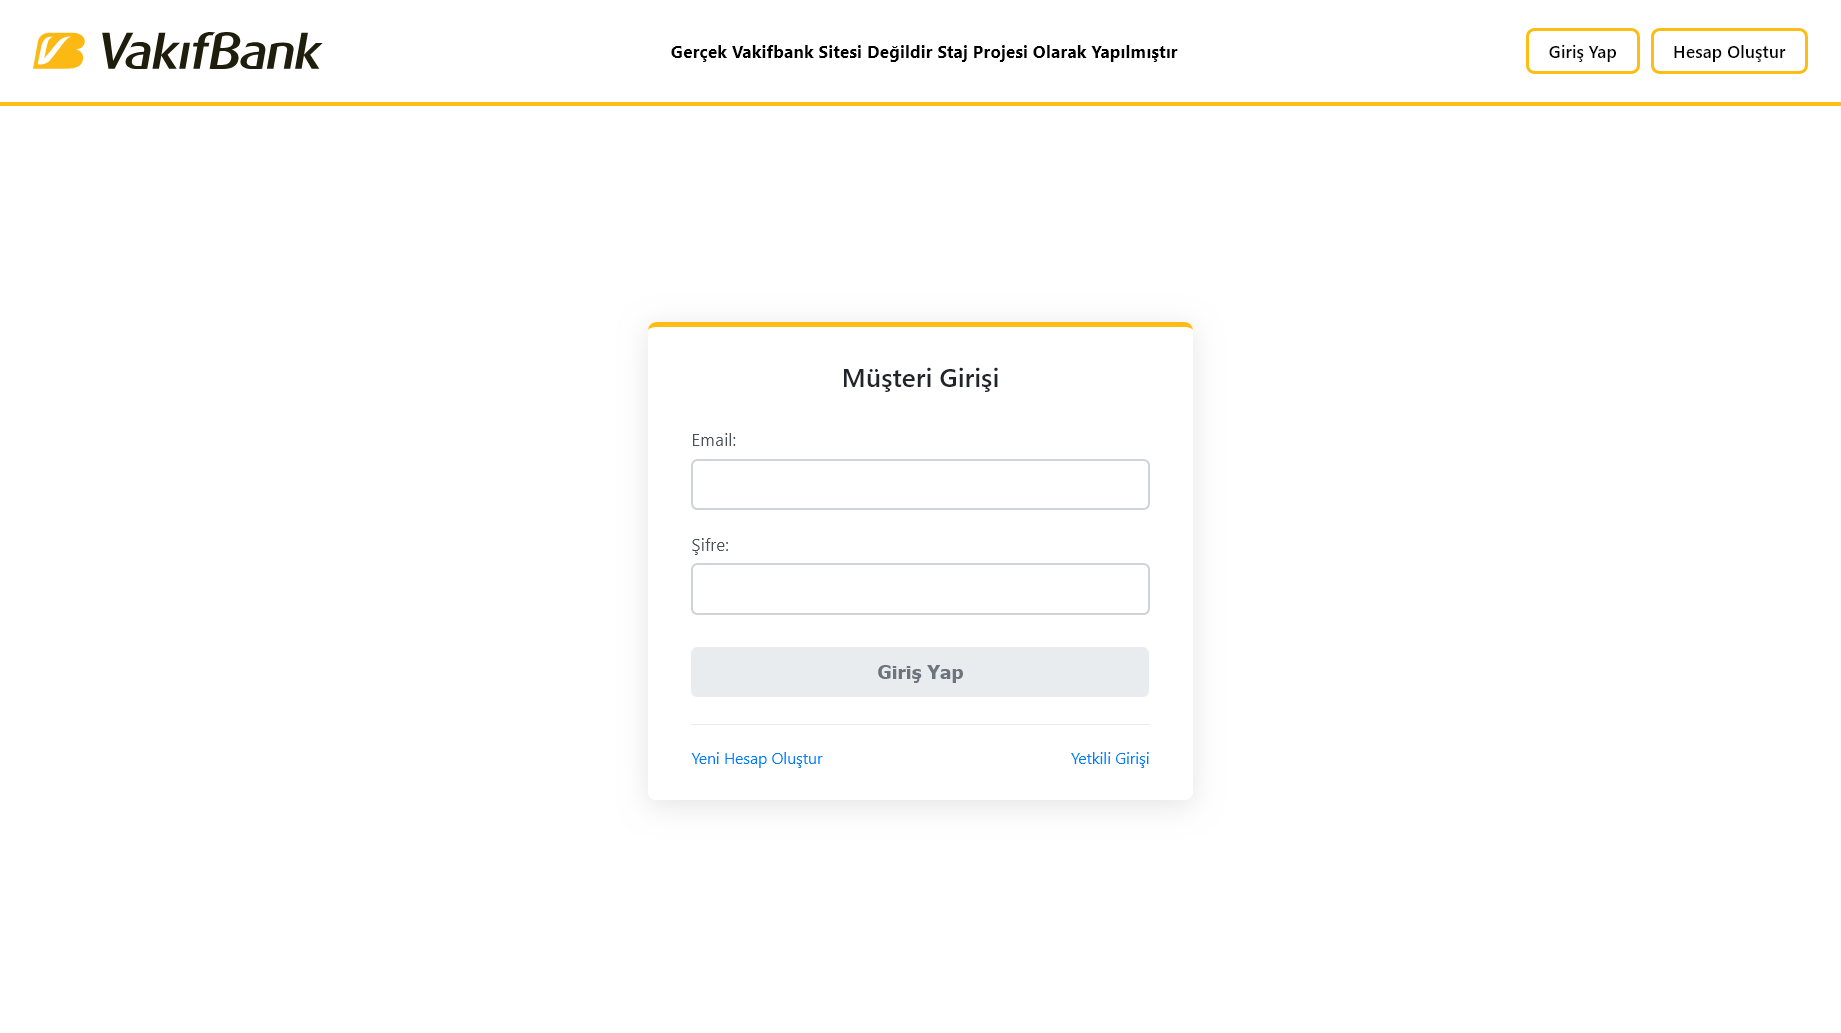 VakıfBank
Gerçek Vakifbank Sitesi Değildir Staj Projesi Olarak Yapılmıştır
Giriş Yap
Hesap Oluştur
Müşteri Girişi
Email:
Şifre:
Giriş Yap
Yeni Hesap Oluştur
Yetkili Girişi